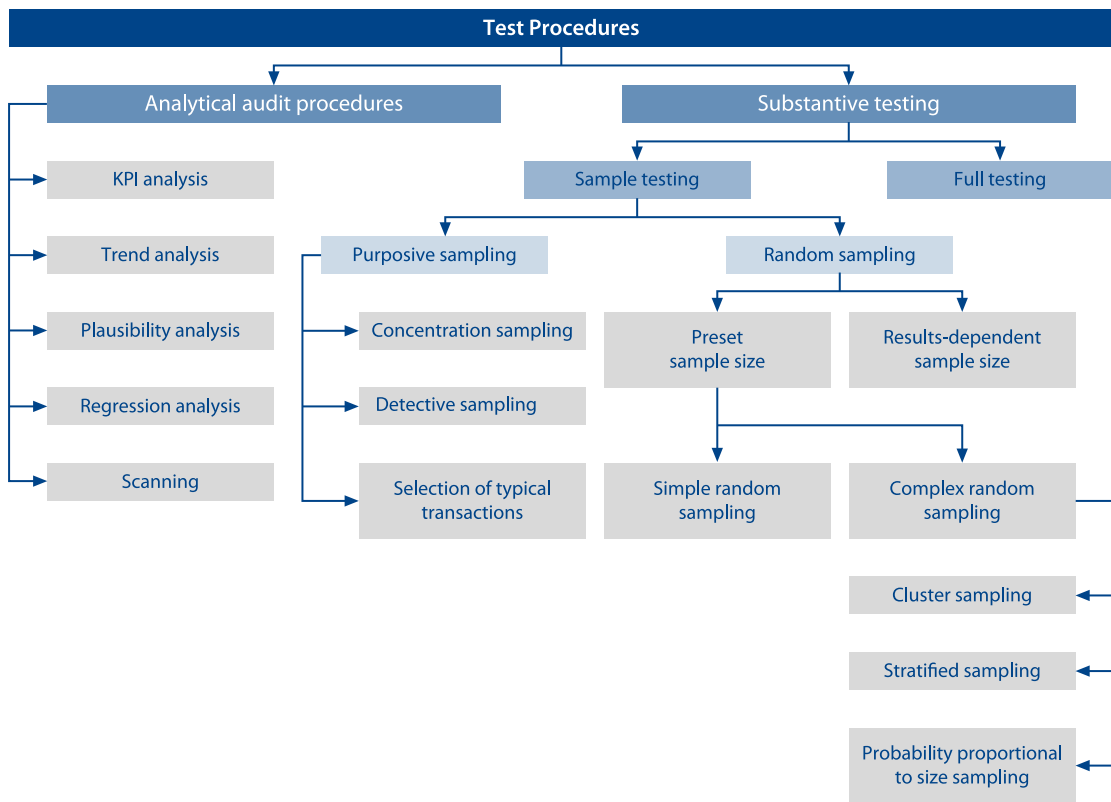 Test Procedures
Analytical audit procedures
Substantive testing
KPI analysis
Sample testing
Full testing
Trend analysis
Purposive sampling
Random sampling
Plausibility analysis
Concentration sampling
Preset
sample size
Results-dependent
sample size
Regression analysis
Detective sampling
Scanning
Selection of typical
transactions
Simple random
sampling
Complex random
sampling
Cluster sampling
Stratified sampling
Probability proportional
to size sampling